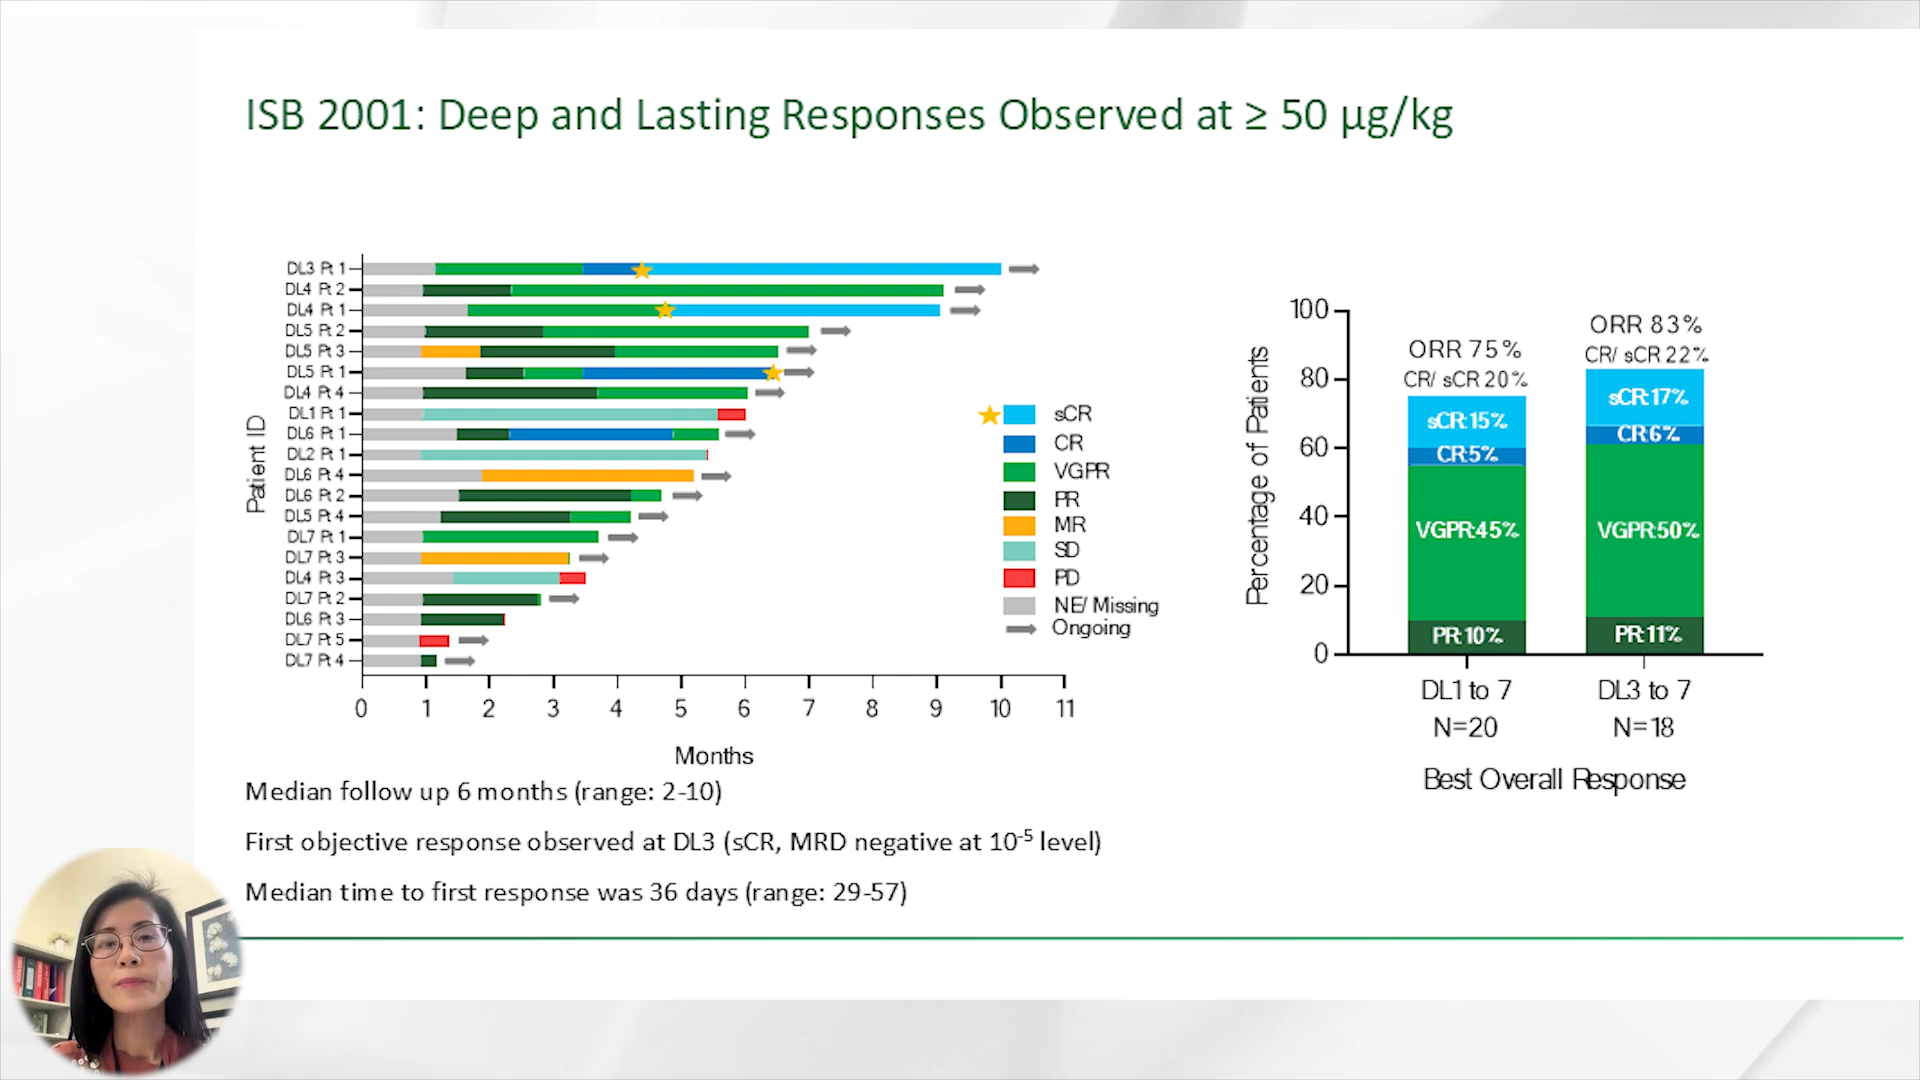 ISB 2001: Deep and Lasting Responses Observed at ≥ 50 µg/kg
Patient ID
DL3 Pt 1
DL4 Pt 2
DL4 Pt 1
DL5 Pt 2
DL5 Pt 3
DL5 Pt 1
DL4 Pt 4
DL1 Pt 1
DL6 Pt 1
DL2 Pt 1
DL6 Pt 4
DL6 Pt 2
DL5 Pt 4
DL7 Pt 1
DL7 Pt 3
DL4 Pt 3
DL7 Pt 2
DL6 Pt 3
DL7 Pt 5
DL7 Pt 4
0 1 2 3 4 5 6 7 8 9 10 11
Months
sCR
CR
VGPR
PR
MR
SD
PD
NE/ Missing
Ongoing
Percentage of Patients
100
80
60
40
20
0
ORR 75%
CR/ sCR 20%
sCR:15%
CR:5%
VGPR:45%
PR:10%
ORR 83%
CR/ sCR 22%
sCR:17%
CR:6%
VGPR:50%
PR:11%
DL1 to 7
N=20
DL3 to 7
N=18
Best Overall Response
Median follow up 6 months (range: 2-10)
First objective response observed at DL3 (sCR, MRD negative at 10⁻⁵ level)
Median time to first response was 36 days (range: 29-57)